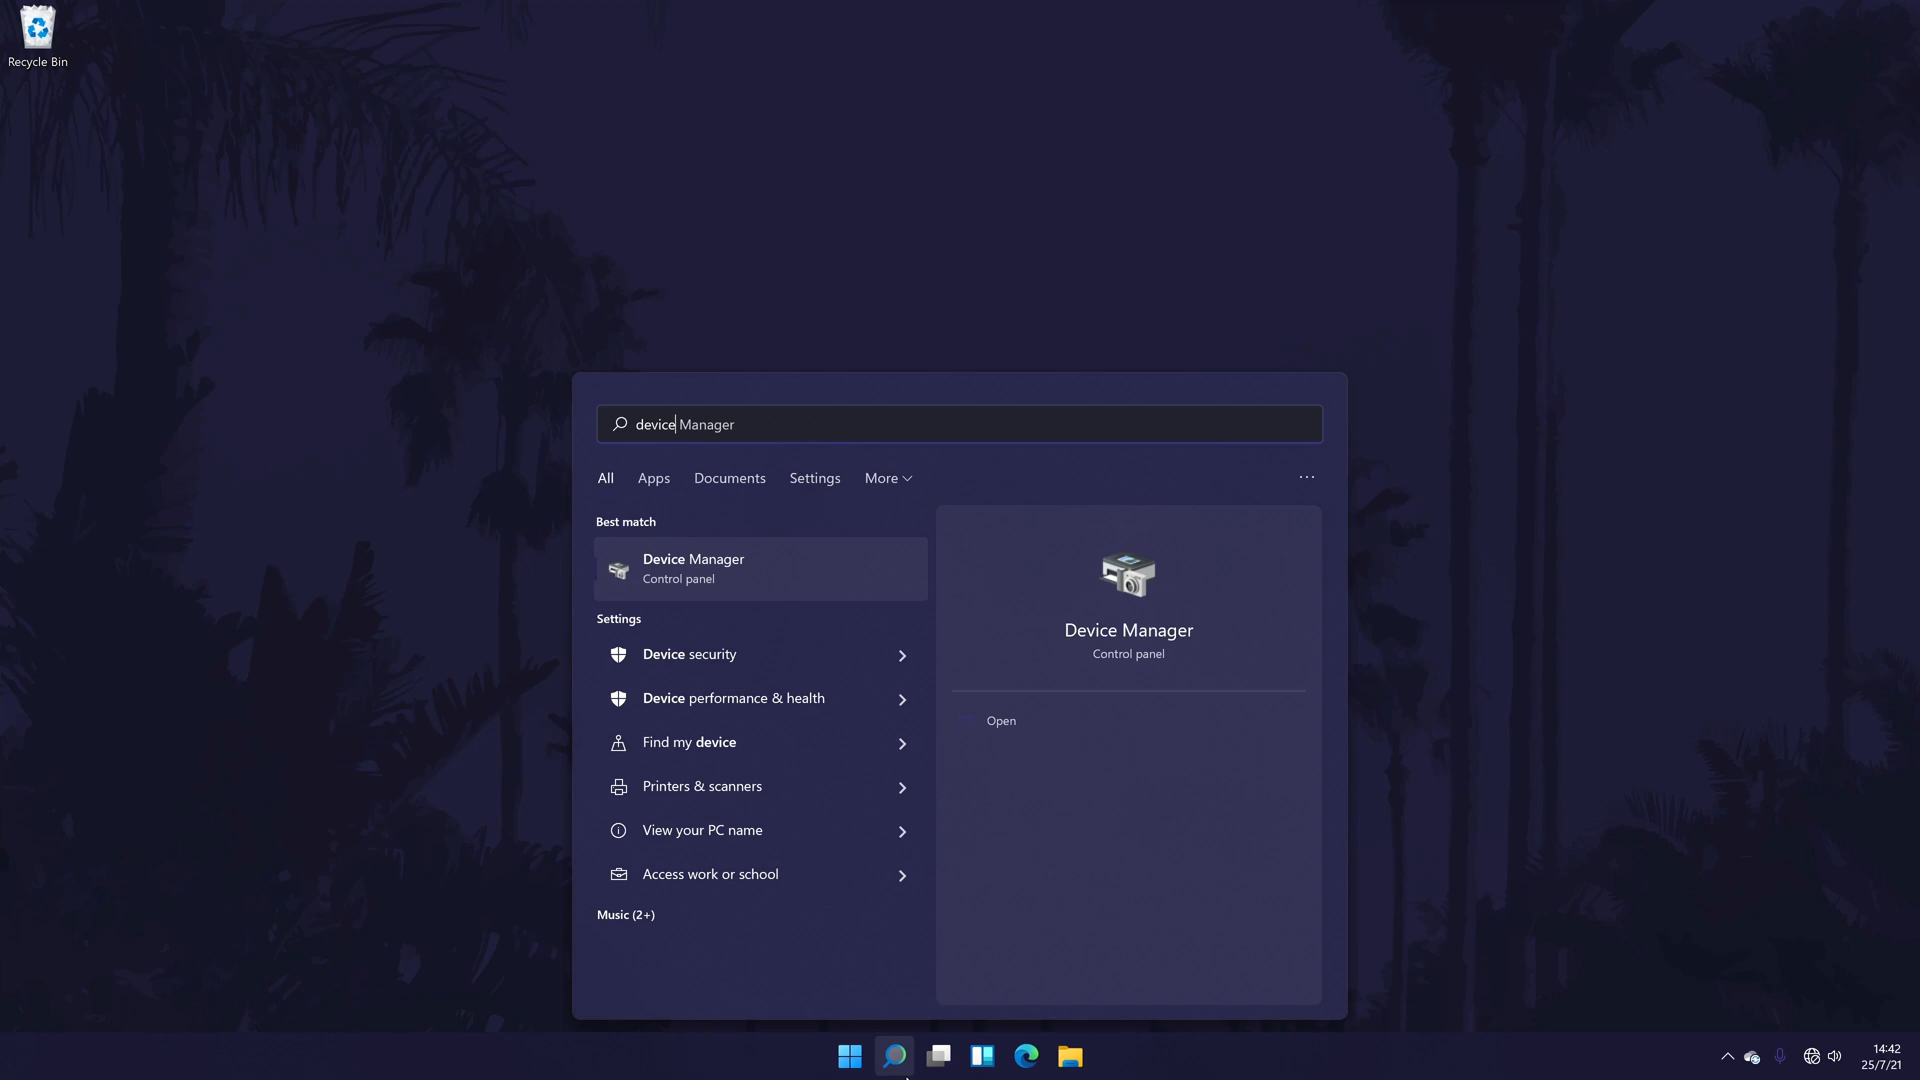 Recycle Bin
device Manager
All Apps Documents Settings More ...
Best match
Device Manager
Control panel
Settings
Device security
Device performance & health
Find my device
Printers & scanners
View your PC name
Access work or school
Music (2+)
Device Manager
Control panel
Open
14:42
25/7/21